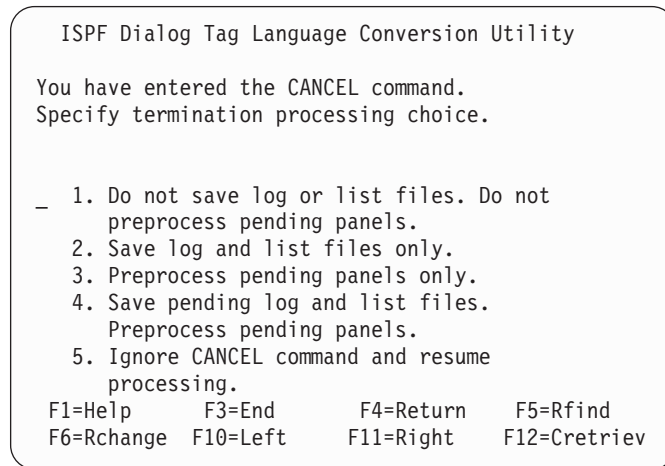 ISPF Dialog Tag Language Conversion Utility
You have entered the CANCEL command.
Specify termination processing choice.
_ 1. Do not save log or list files. Do not
preprocess pending panels.
2. Save log and list files only.
3. Preprocess pending panels only.
4. Save pending log and list files.
Preprocess pending panels.
5. Ignore CANCEL command and resume
processing.
F1=Help F3=End F4=Return F5=Rfind
F6=Rchange F10=Left F11=Right F12=Cretriev